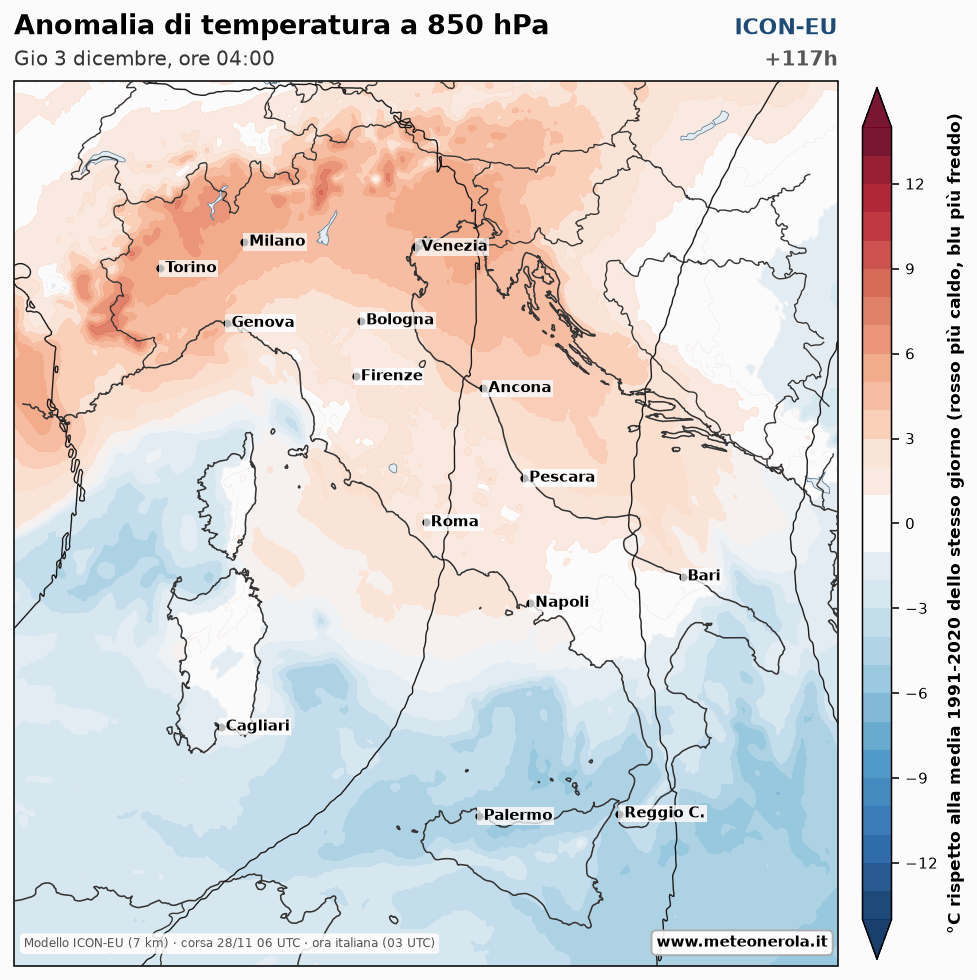 Anomalia di temperatura a 850 hPa
ICON-EU
Gio 3 dicembre, ore 04:00
+117h
Milano
Venezia
Torino
Genova
Bologna
Firenze
Ancona
Pescara
Roma
Bari
Napoli
Cagliari
Palermo
Reggio C.
Modello ICON-EU (7 km) · corsa 28/11 06 UTC · ora italiana (03 UTC)
www.meteonerola.it
12
9
6
3
0
−3
−6
−9
−12
°C rispetto alla media 1991-2020 dello stesso giorno (rosso più caldo, blu più freddo)